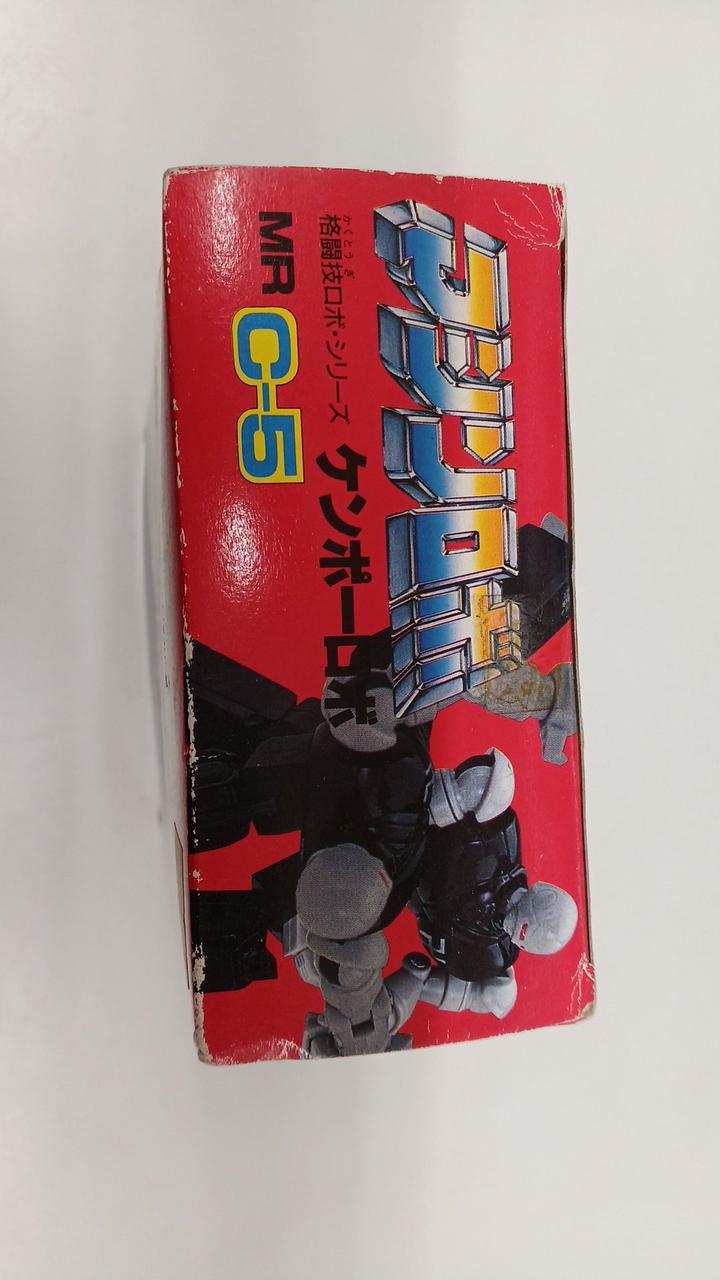 マシンロボ
かくとうぎ
格闘技ロボ・シリーズ
ケンポーロボ
MR C-5